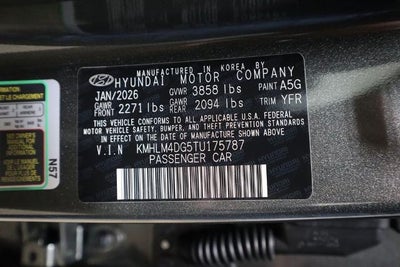 MANUFACTURED IN KOREA BY
HYUNDAI MOTOR COMPANY
JAN/2026 GVWR 3858 lbs PAINT A5G
GAWR FRONT 2271 lbs GAWR REAR 2094 lbs TRIM YFR
THIS VEHICLE CONFORMS TO ALL APPLICABLE U.S.A FEDERAL
MOTOR VEHICLE SAFETY, BUMPER, AND THEFT PREVENTION STANDARDS
IN EFFECT ON THE DATE OF MANUFACTURE SHOWN ABOVE.
V.I.N KMHLM4DG5TU175787
PASSENGER CAR
N57